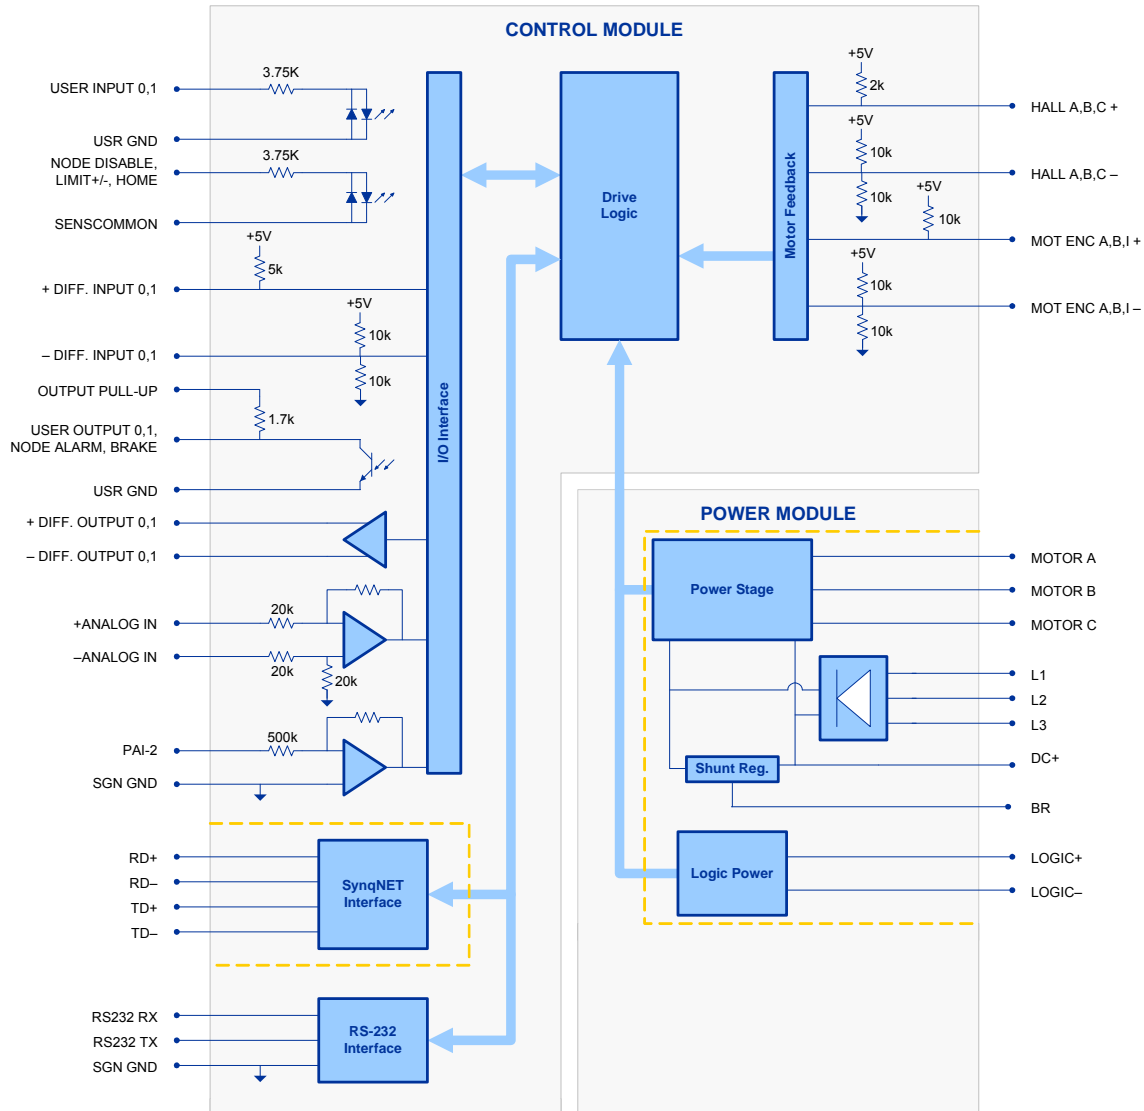 CONTROL MODULE
USER INPUT 0,1
3.75K
USR GND
NODE DISABLE,
LIMIT+/-, HOME
3.75K
SENSCOMMON
+5V
5k
+ DIFF. INPUT 0,1
+5V
10k
– DIFF. INPUT 0,1
10k
OUTPUT PULL-UP
1.7k
USER OUTPUT 0,1,
NODE ALARM, BRAKE
USR GND
+ DIFF. OUTPUT 0,1
– DIFF. OUTPUT 0,1
20k
+ANALOG IN
–ANALOG IN
20k
20k
500k
PAI-2
SGN GND
I/O Interface
Drive
Logic
Motor Feedback
+5V
2k
HALL A,B,C +
+5V
10k
HALL A,B,C –
10k
+5V
10k
MOT ENC A,B,I +
+5V
10k
MOT ENC A,B,I –
10k
RD+
RD–
TD+
TD–
SynqNET
Interface
RS232 RX
RS232 TX
SGN GND
RS-232
Interface
POWER MODULE
Power Stage
MOTOR A
MOTOR B
MOTOR C
L1
L2
L3
Shunt Reg.
DC+
BR
Logic Power
LOGIC+
LOGIC–